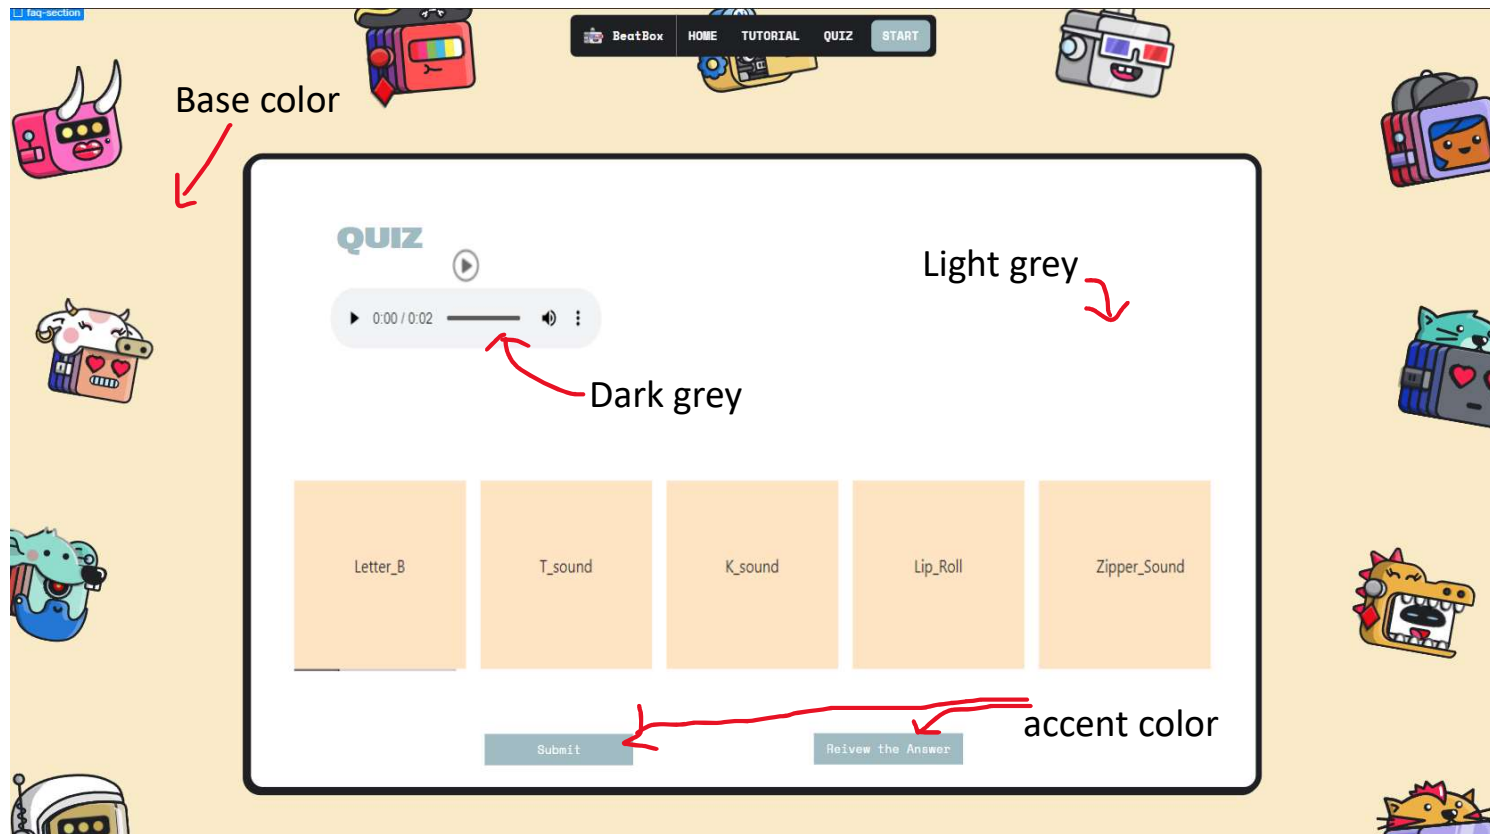 faq-section
BeatBox HOME TUTORIAL QUIZ START
Base color
QUIZ
Light grey
0:00 / 0:02
Dark grey
Letter_B T_sound K_sound Lip_Roll Zipper_Sound
accent color
Submit Reivew the Answer